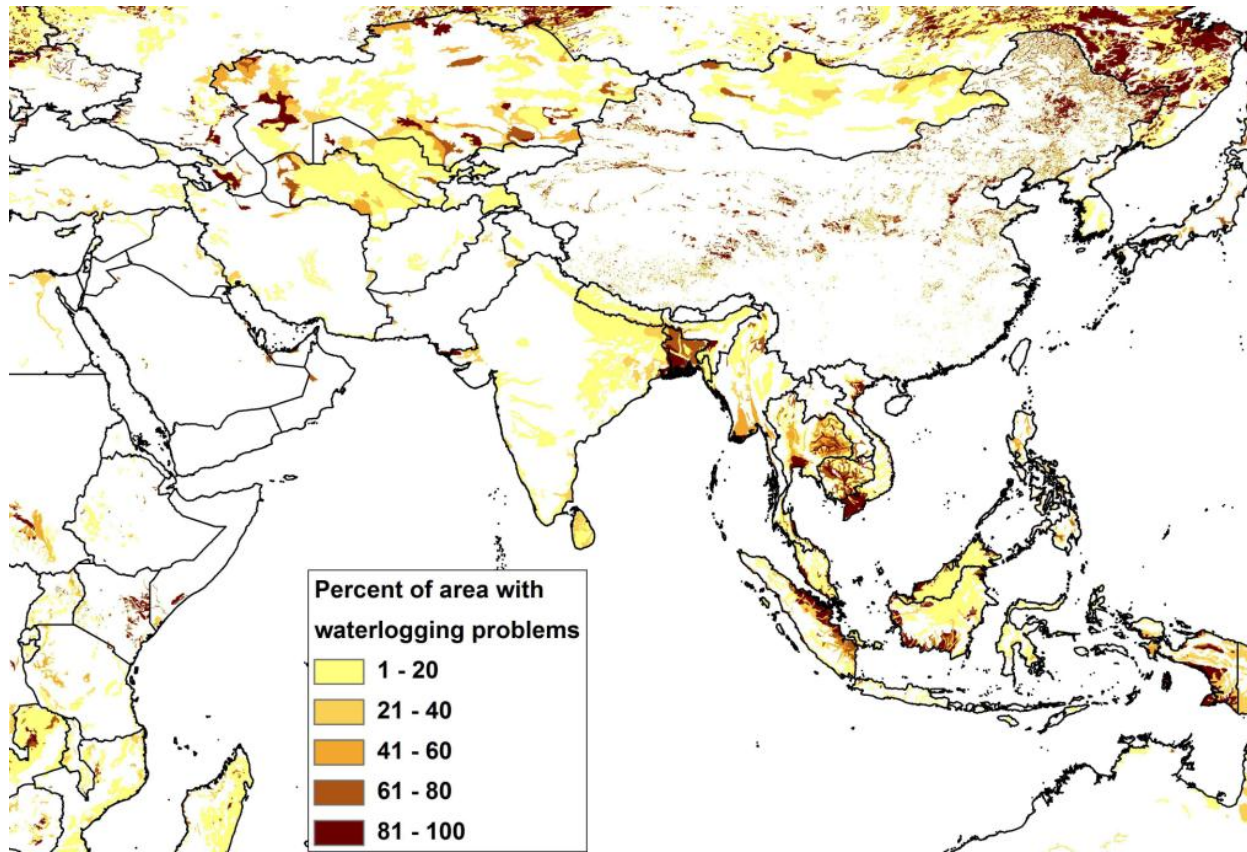 Percent of area with
waterlogging problems
1 - 20
21 - 40
41 - 60
61 - 80
81 - 100